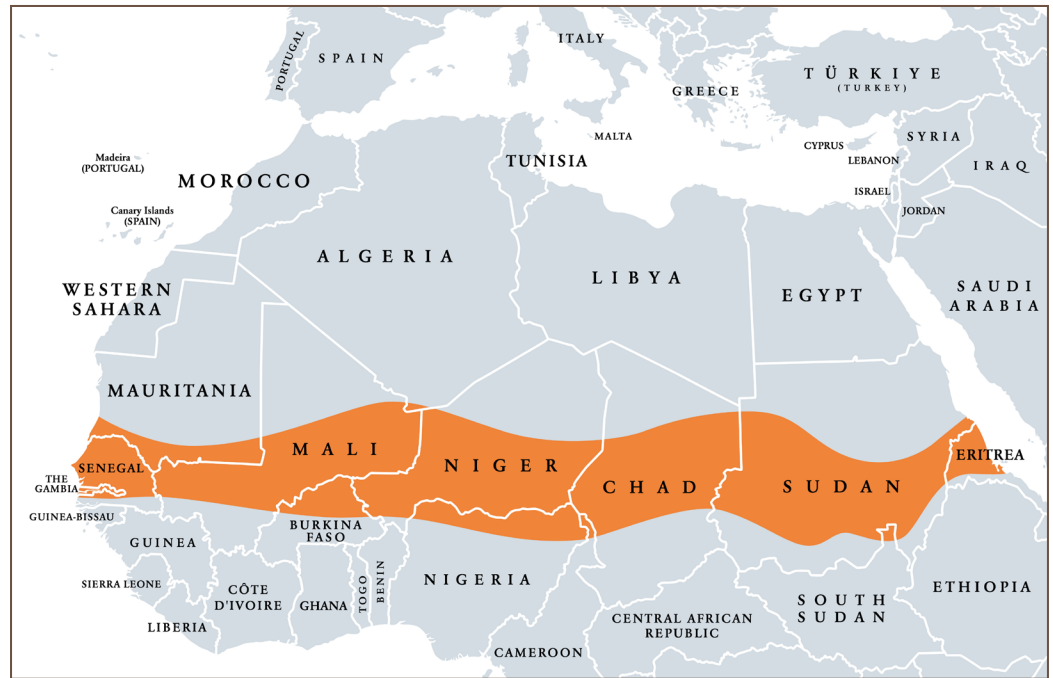 ITALY
PORTUGAL
SPAIN
GREECE
TÜRKİYE
(TURKEY)
MALTA
CYPRUS
SYRIA
LEBANON
IRAQ
ISRAEL
JORDAN
Madeira
(PORTUGAL)
TUNISIA
MOROCCO
Canary Islands
(SPAIN)
ALGERIA
LIBYA
EGYPT
SAUDI
ARABIA
WESTERN
SAHARA
MAURITANIA
MALI
NIGER
CHAD
SUDAN
ERITREA
SENEGAL
THE
GAMBIA
GUINEA-BISSAU
GUINEA
BURKINA
FASO
SIERRA LEONE
CÔTE
D'IVOIRE
GHANA
TOGO
BENIN
NIGERIA
LIBERIA
CAMEROON
CENTRAL AFRICAN
REPUBLIC
SOUTH
SUDAN
ETHIOPIA